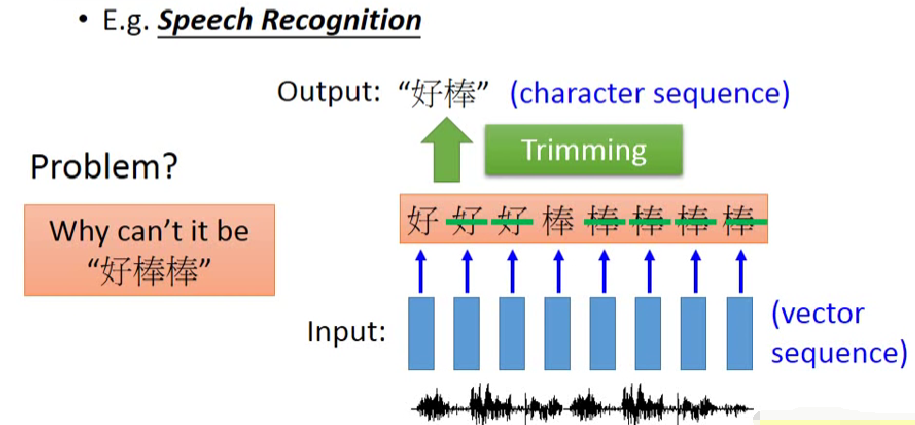 • E.g. Speech Recognition
Output: “好棒” (character sequence)
Trimming
Problem?
Why can’t it be
“好棒棒”
好 好 好 棒 棒 棒 棒 棒
Input:
(vector
sequence)